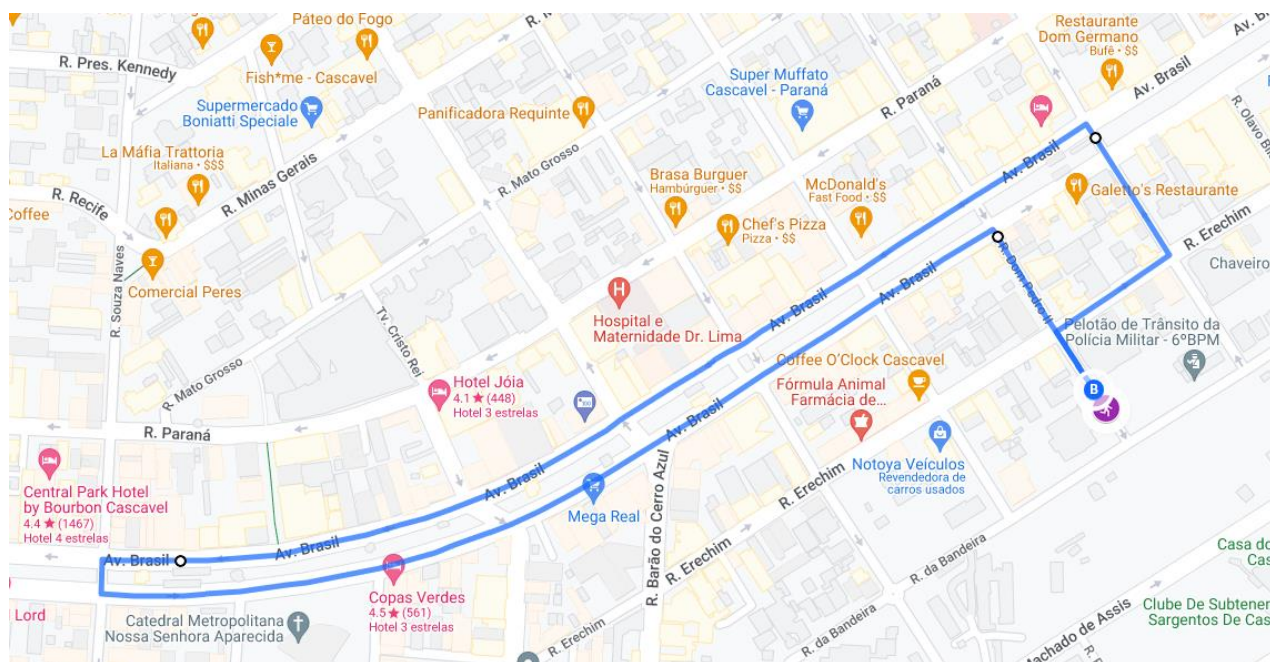 Páteo do Fogo
Restaurante
Dom Germano
Bufê • $$
Av. B
R. Pres. Kennedy
Fish*me - Cascavel
Super Muffato
Cascavel - Paraná
R. Paraná
Av. Brasil
Supermercado
Boniatti Speciale
Panificadora Requinte
R. Olavo Bil
La Máfia Trattoria
Italiana • $$$
R. Minas Gerais
R. Mato Grosso
Av. Brasil
Brasa Burguer
Hambúrguer • $$
McDonald's
Fast Food • $$
Galetto's Restaurante
R. Recife
Coffee
Chef's Pizza
Pizza • $$
R. Erechim
R. Souza Naves
Comercial Peres
R. Dom Pedro II
Chaveiro
Av. Brasil
H
Hospital e
Maternidade Dr. Lima
Av. Brasil
Tv. Cristo Rei
Pelotão de Trânsito da
Polícia Militar - 6ºBPM
R. Mato Grosso
Coffee O'Clock Cascavel
Hotel Jóia
4.1 ★ (448)
Hotel 3 estrelas
Fórmula Animal
Farmácia de...
B
Av. Brasil
R. Paraná
Notoya Veículos
Revendedora de
carros usados
Central Park Hotel
by Bourbon Cascavel
4.4 ★ (1467)
Hotel 4 estrelas
Av. Brasil
R. Barão do Cerro Azul
R. Erechim
Mega Real
Av. Brasil
Av. Brasil
R. Erechim
R. da Bandeira
Casa do
Cas
Copas Verdes
4.5 ★ (561)
Hotel 3 estrelas
Lord
Catedral Metropolitana
Nossa Senhora Aparecida
R. Erechim
R. da Bandeira
Machado de Assis
Clube De Subtener
Sargentos De Cas